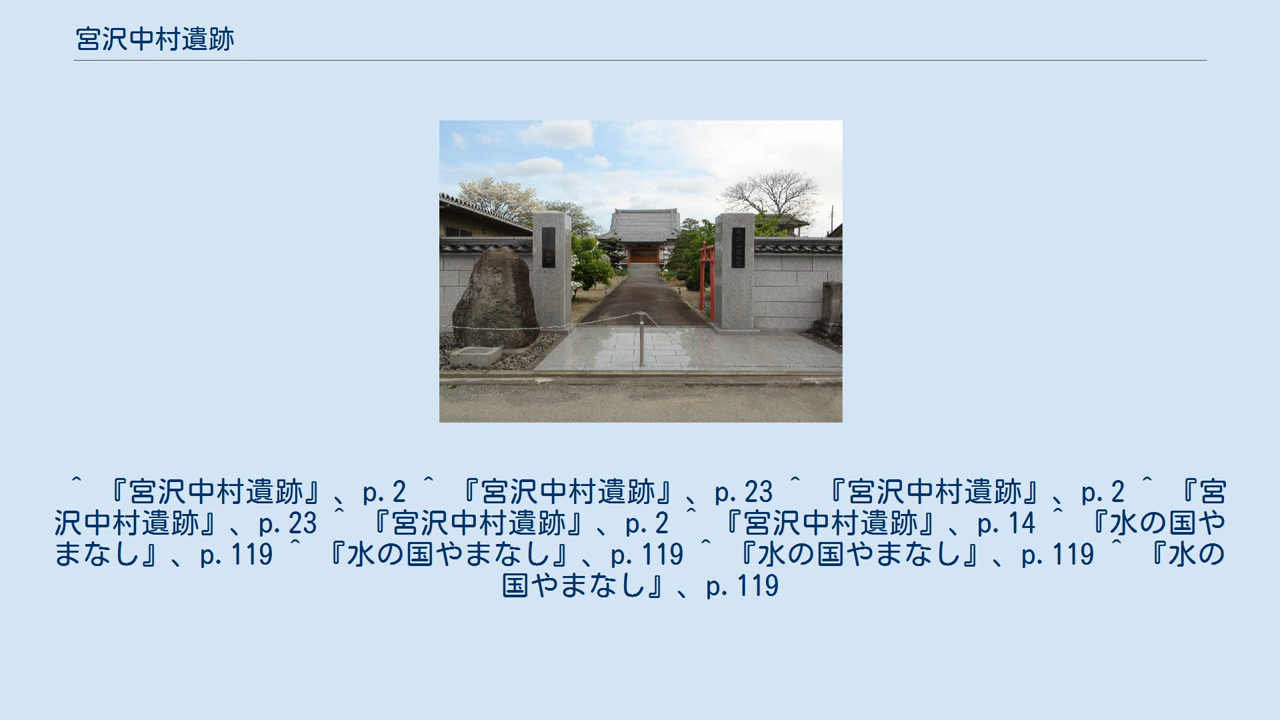 宮沢中村遺跡
^ 『宮沢中村遺跡』、p.2 ^ 『宮沢中村遺跡』、p.23 ^ 『宮沢中村遺跡』、p.2 ^ 『宮
沢中村遺跡』、p.23 ^ 『宮沢中村遺跡』、p.2 ^ 『宮沢中村遺跡』、p.14 ^ 『水の国や
まなし』、p.119 ^ 『水の国やまなし』、p.119 ^ 『水の国やまなし』、p.119 ^ 『水の
国やまなし』、p.119